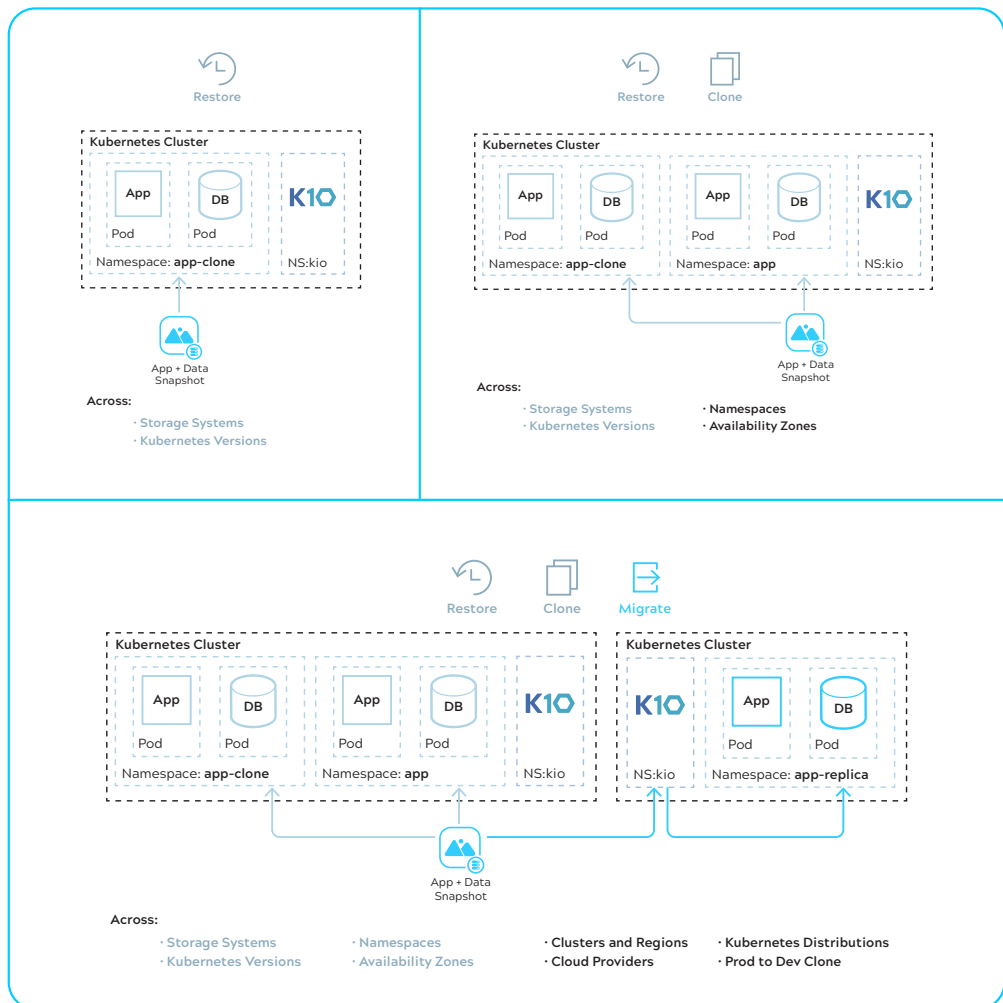 Restore
Kubernetes Cluster
App
DB
K10
Pod
Pod
Namespace: app-clone
NS:kio
App + Data
Snapshot
Across:
· Storage Systems
· Kubernetes Versions
Restore
Clone
Kubernetes Cluster
App
DB
App
DB
K10
Pod
Pod
Pod
Pod
Namespace: app-clone
Namespace: app
NS:kio
App + Data
Snapshot
Across:
· Storage Systems
· Kubernetes Versions
· Namespaces
· Availability Zones
Restore
Clone
Migrate
Kubernetes Cluster
App
DB
App
DB
K10
Pod
Pod
Pod
Pod
Namespace: app-clone
Namespace: app
NS:kio
Kubernetes Cluster
K10
App
DB
Pod
Pod
NS:kio
Namespace: app-replica
App + Data
Snapshot
Across:
· Storage Systems
· Kubernetes Versions
· Namespaces
· Availability Zones
· Clusters and Regions
· Cloud Providers
· Kubernetes Distributions
· Prod to Dev Clone